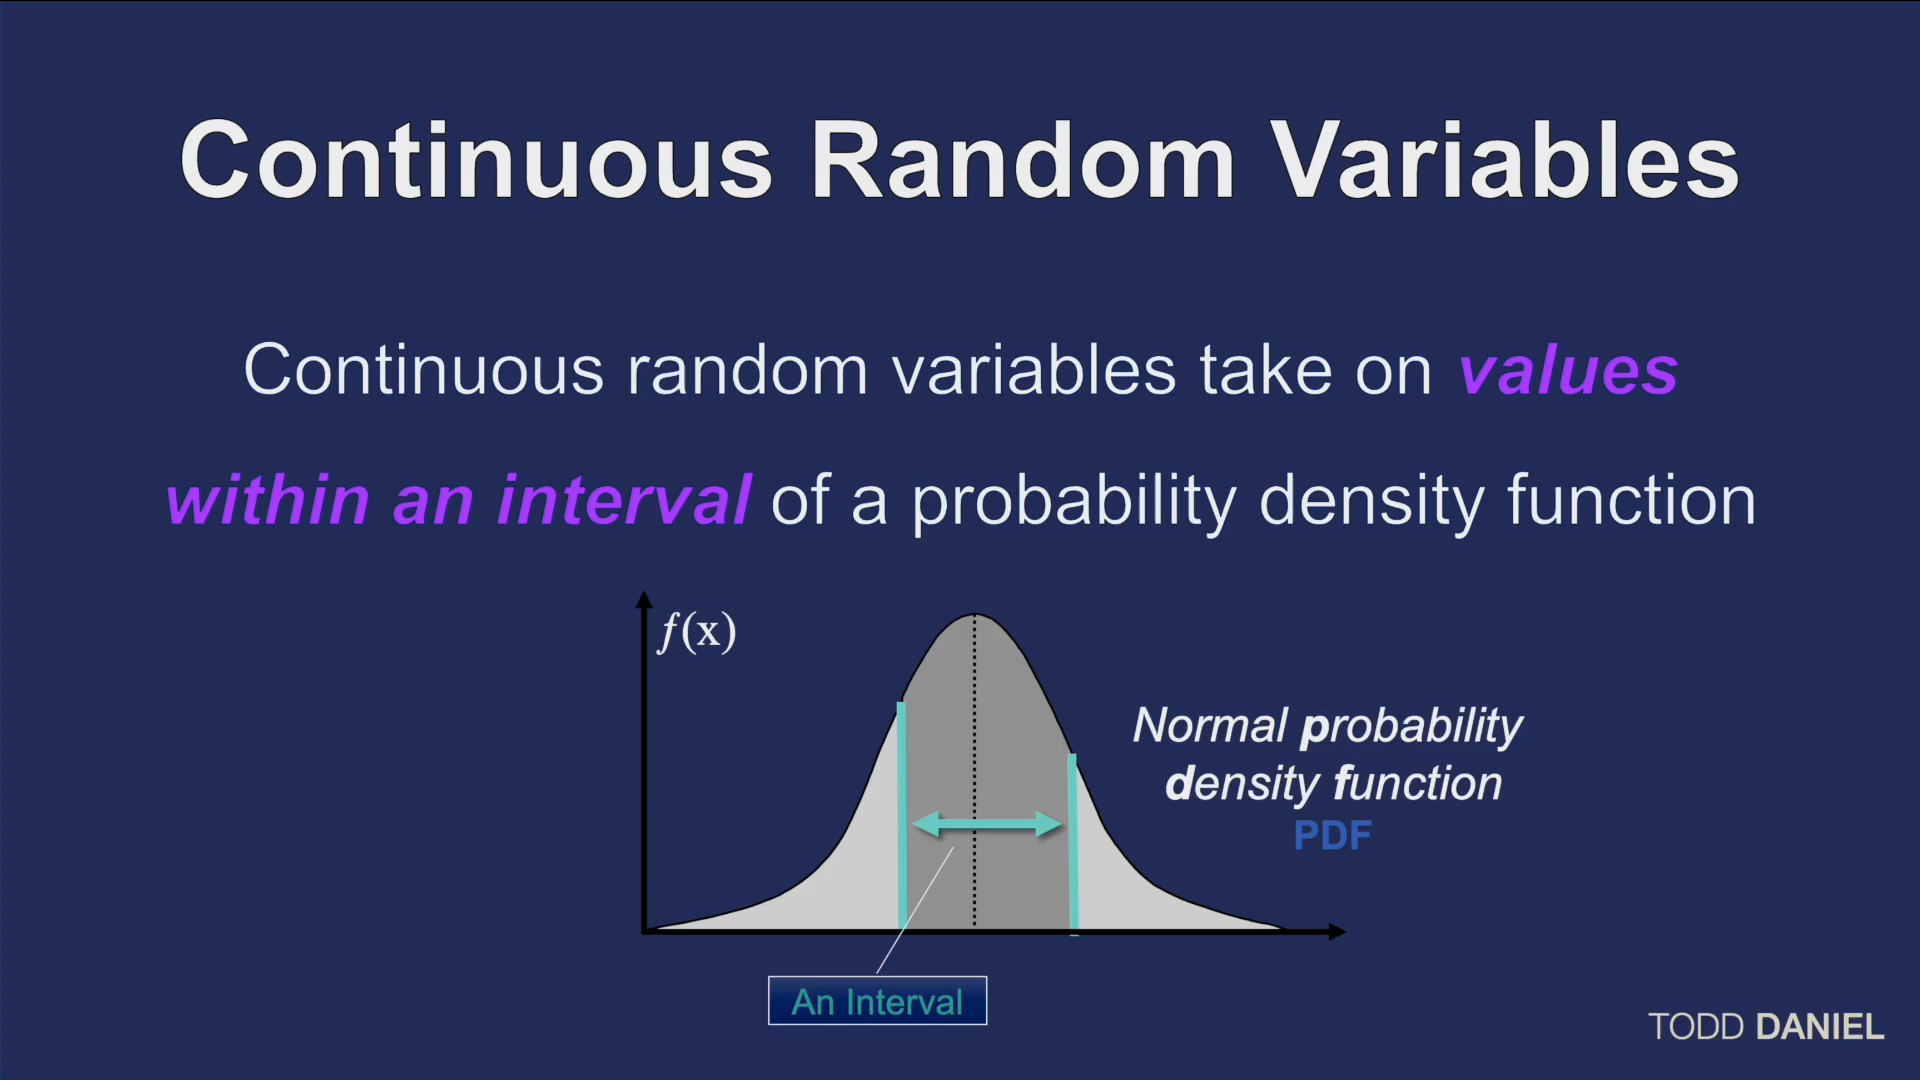 Continuous Random Variables
Continuous random variables take on values
within an interval of a probability density function
f(x)
Normal probability
density function
PDF
An Interval
TODD DANIEL